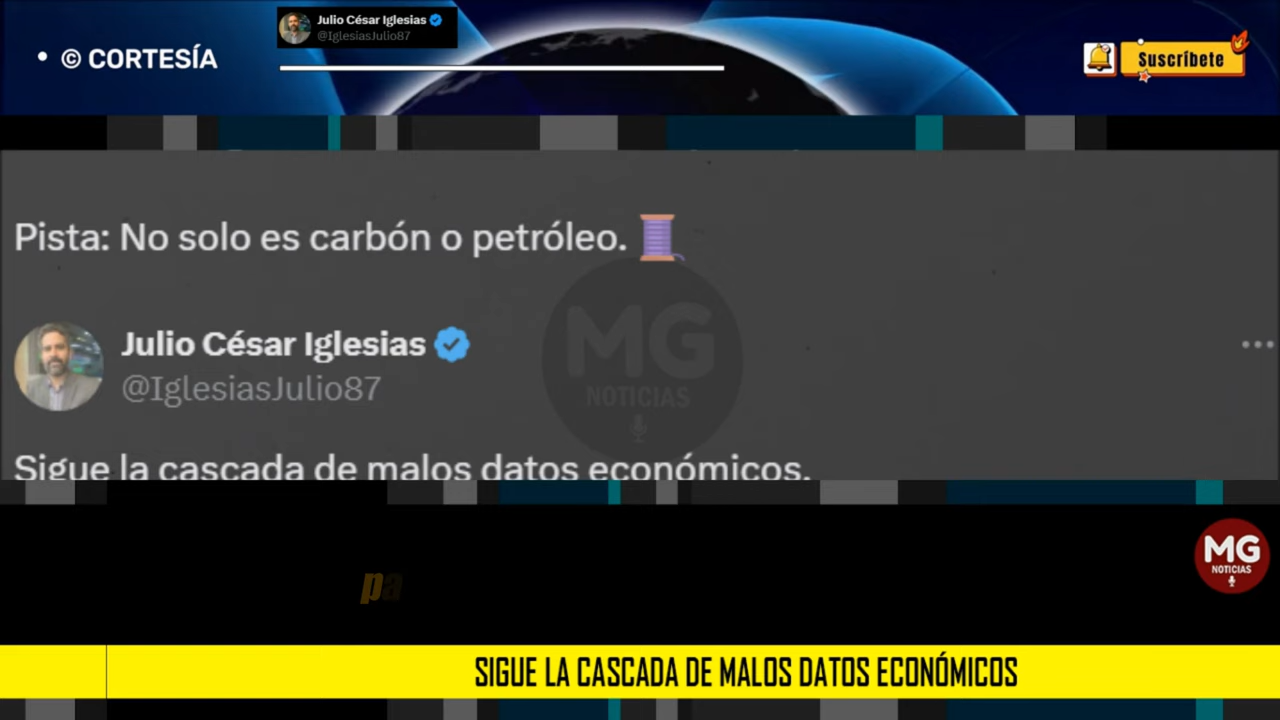 Julio César Iglesias
@IglesiasJulio87
• © CORTESÍA
Suscríbete
Pista: No solo es carbón o petróleo.
MG
NOTICIAS
Julio César Iglesias
@IglesiasJulio87
Sigue la cascada de malos datos económicos.
MG
NOTICIAS
pa
SIGUE LA CASCADA DE MALOS DATOS ECONÓMICOS